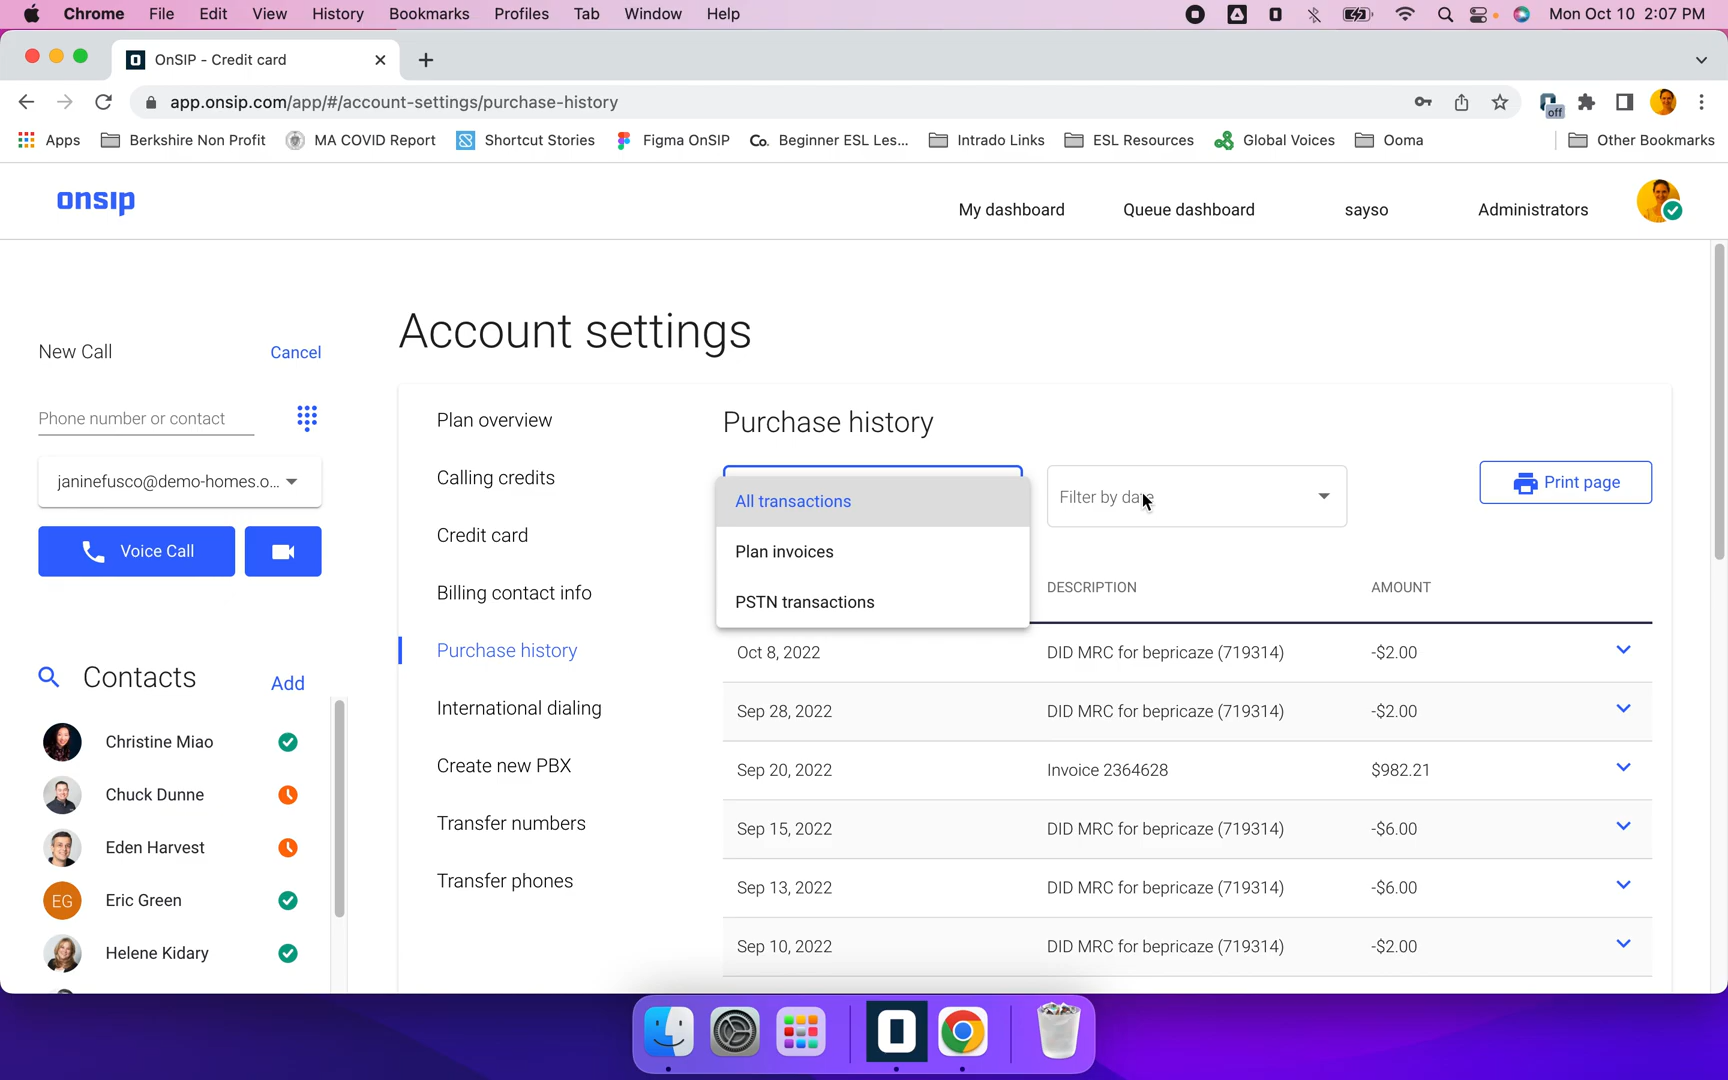 Chrome File Edit View History Bookmarks Profiles Tab Window Help Mon Oct 10 2:07 PM
OnSIP - Credit card
app.onsip.com/app/#/account-settings/purchase-history
off
Apps Berkshire Non Profit MA COVID Report Shortcut Stories Figma OnSIP Co. Beginner ESL Les... Intrado Links ESL Resources Global Voices Ooma Other Bookmarks
onsip
My dashboard Queue dashboard sayso Administrators
Account settings
New Call Cancel
Phone number or contact
janinefusco@demo-homes.o...
Voice Call
Contacts Add
Christine Miao
Chuck Dunne
Eden Harvest
EG Eric Green
Helene Kidary
Plan overview
Calling credits
Credit card
Billing contact info
Purchase history
International dialing
Create new PBX
Transfer numbers
Transfer phones
Purchase history
All transactions
Plan invoices
PSTN transactions
Filter by date
Print page
DESCRIPTION AMOUNT
Oct 8, 2022 DID MRC for bepricaze (719314) -$2.00
Sep 28, 2022 DID MRC for bepricaze (719314) -$2.00
Sep 20, 2022 Invoice 2364628 $982.21
Sep 15, 2022 DID MRC for bepricaze (719314) -$6.00
Sep 13, 2022 DID MRC for bepricaze (719314) -$6.00
Sep 10, 2022 DID MRC for bepricaze (719314) -$2.00